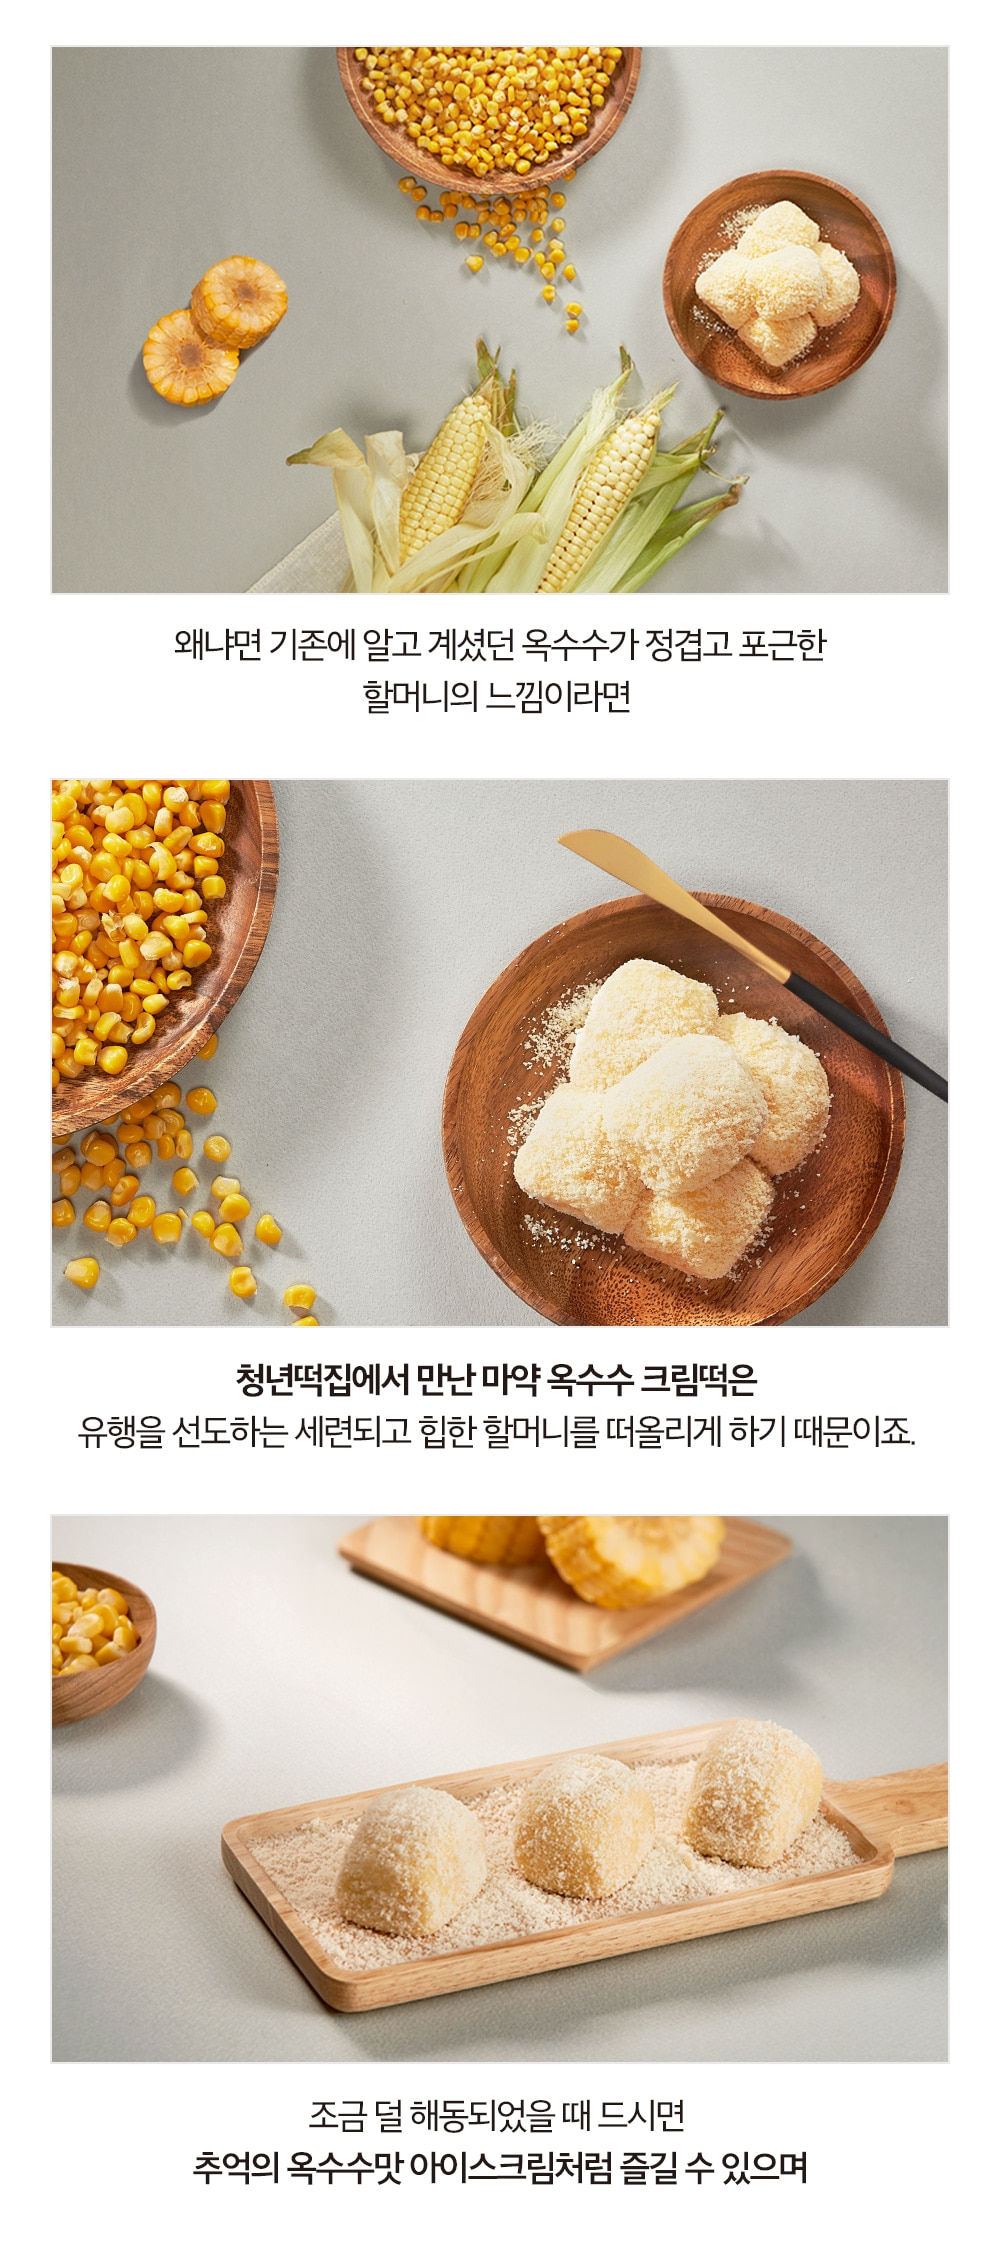 왜냐면 기존에 알고 계셨던 옥수수가 정겹고 포근한
할머니의 느낌이라면
청년떡집에서 만난 마약 옥수수 크림떡은
유행을 선도하는 세련되고 힙한 할머니를 떠올리게 하기 때문이죠.
조금 덜 해동되었을 때 드시면
추억의 옥수수맛 아이스크림처럼 즐길 수 있으며